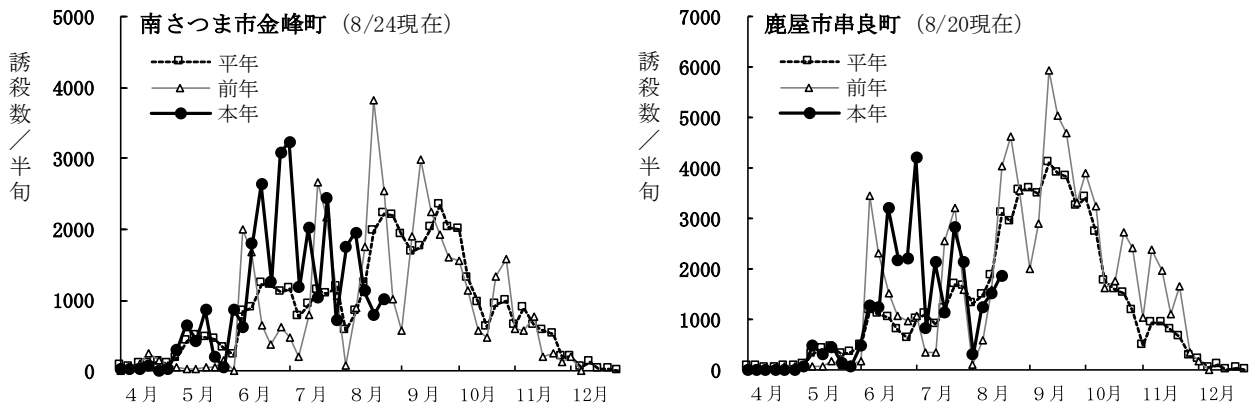 南さつま市金峰町 (8/24現在)
誘殺数/半旬
5000
4000
3000
2000
1000
0
平年
前年
本年
4月 5月 6月 7月 8月 9月 10月 11月 12月
鹿屋市串良町 (8/20現在)
誘殺数/半旬
7000
6000
5000
4000
3000
2000
1000
0
平年
前年
本年
4月 5月 6月 7月 8月 9月 10月 11月 12月